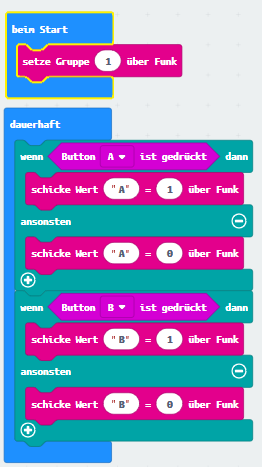 beim Start
setze Gruppe 1 über Funk
dauerhaft
wenn Button A ist gedrückt dann
schicke Wert "A" = 1 über Funk
ansonsten
schicke Wert "A" = 0 über Funk
wenn Button B ist gedrückt dann
schicke Wert "B" = 1 über Funk
ansonsten
schicke Wert "B" = 0 über Funk